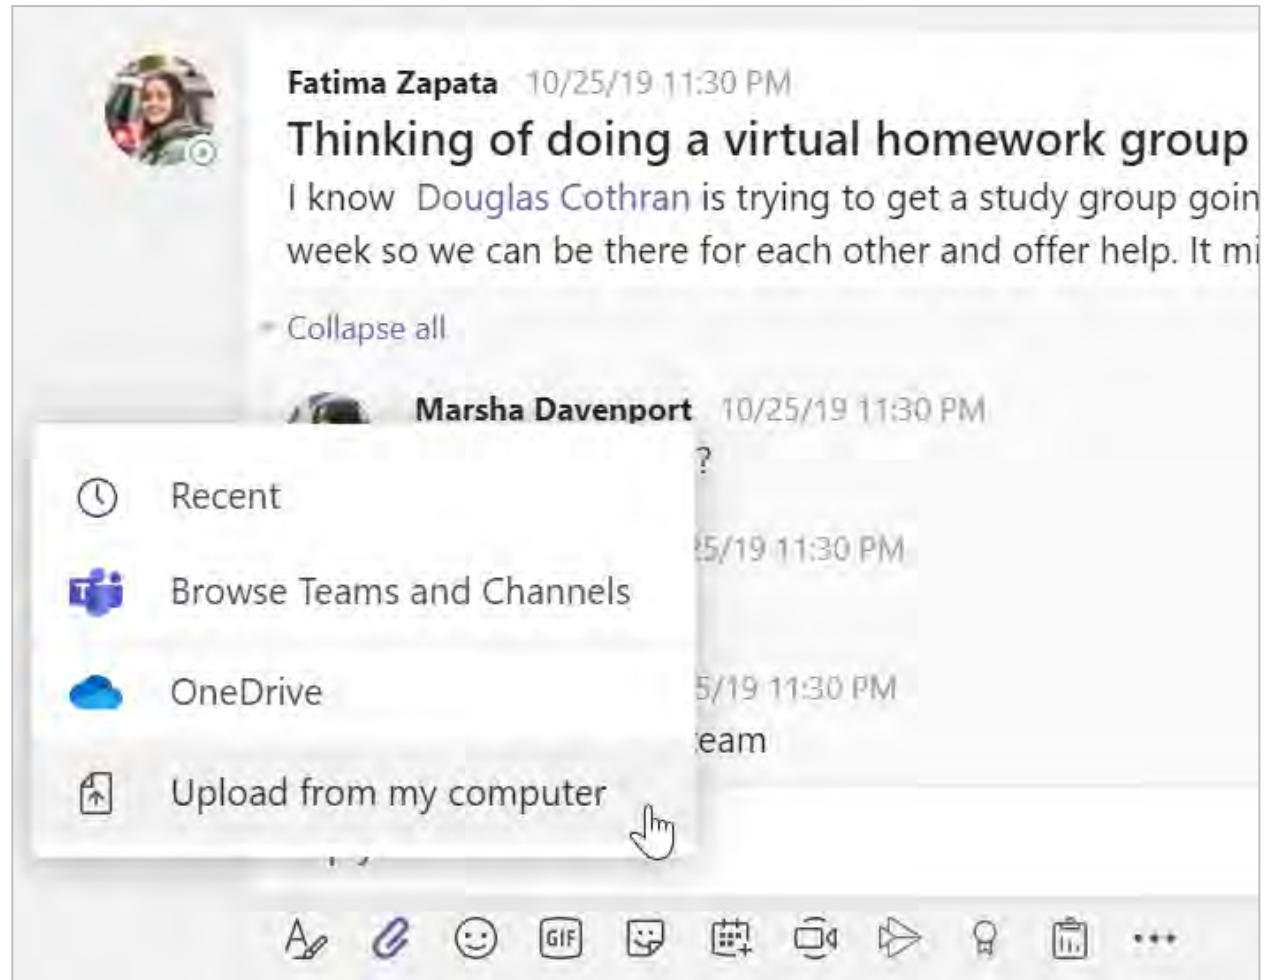 Fatima Zapata 10/25/19 11:30 PM
Thinking of doing a virtual homework group
I know Douglas Cothran is trying to get a study group goin
week so we can be there for each other and offer help. It mi
Collapse all
Marsha Davenport 10/25/19 11:30 PM
?
Recent
25/19 11:30 PM
Browse Teams and Channels
OneDrive
5/19 11:30 PM
eam
Upload from my computer
GIF